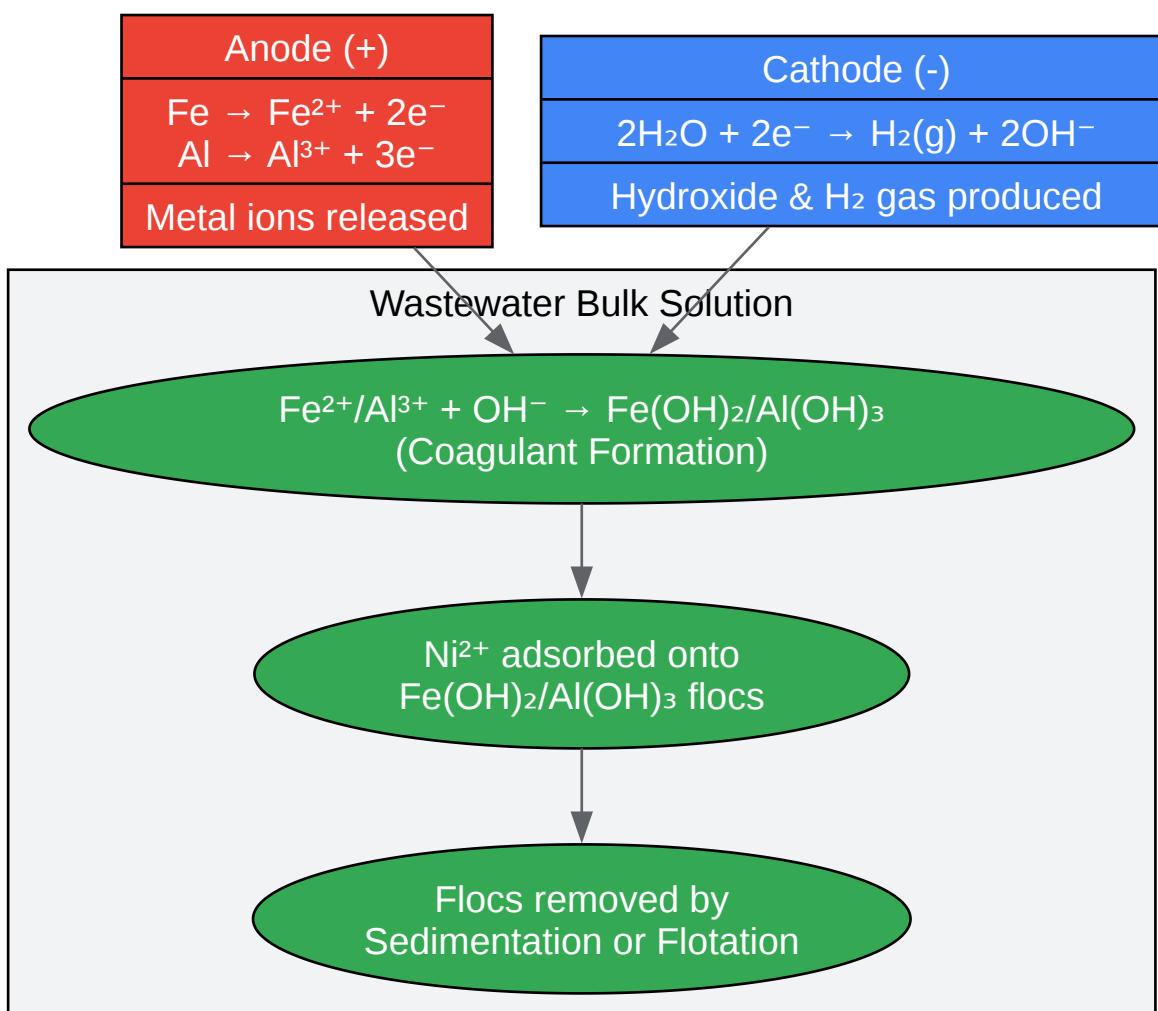 Anode (+)
Fe → Fe²⁺ + 2e⁻
Al → Al³⁺ + 3e⁻
Metal ions released
Cathode (-)
2H₂O + 2e⁻ → H₂(g) + 2OH⁻
Hydroxide & H₂ gas produced
Wastewater Bulk Solution
Fe²⁺/Al³⁺ + OH⁻ → Fe(OH)₂/Al(OH)₃
(Coagulant Formation)
Ni²⁺ adsorbed onto
Fe(OH)₂/Al(OH)₃ flocs
Flocs removed by
Sedimentation or Flotation